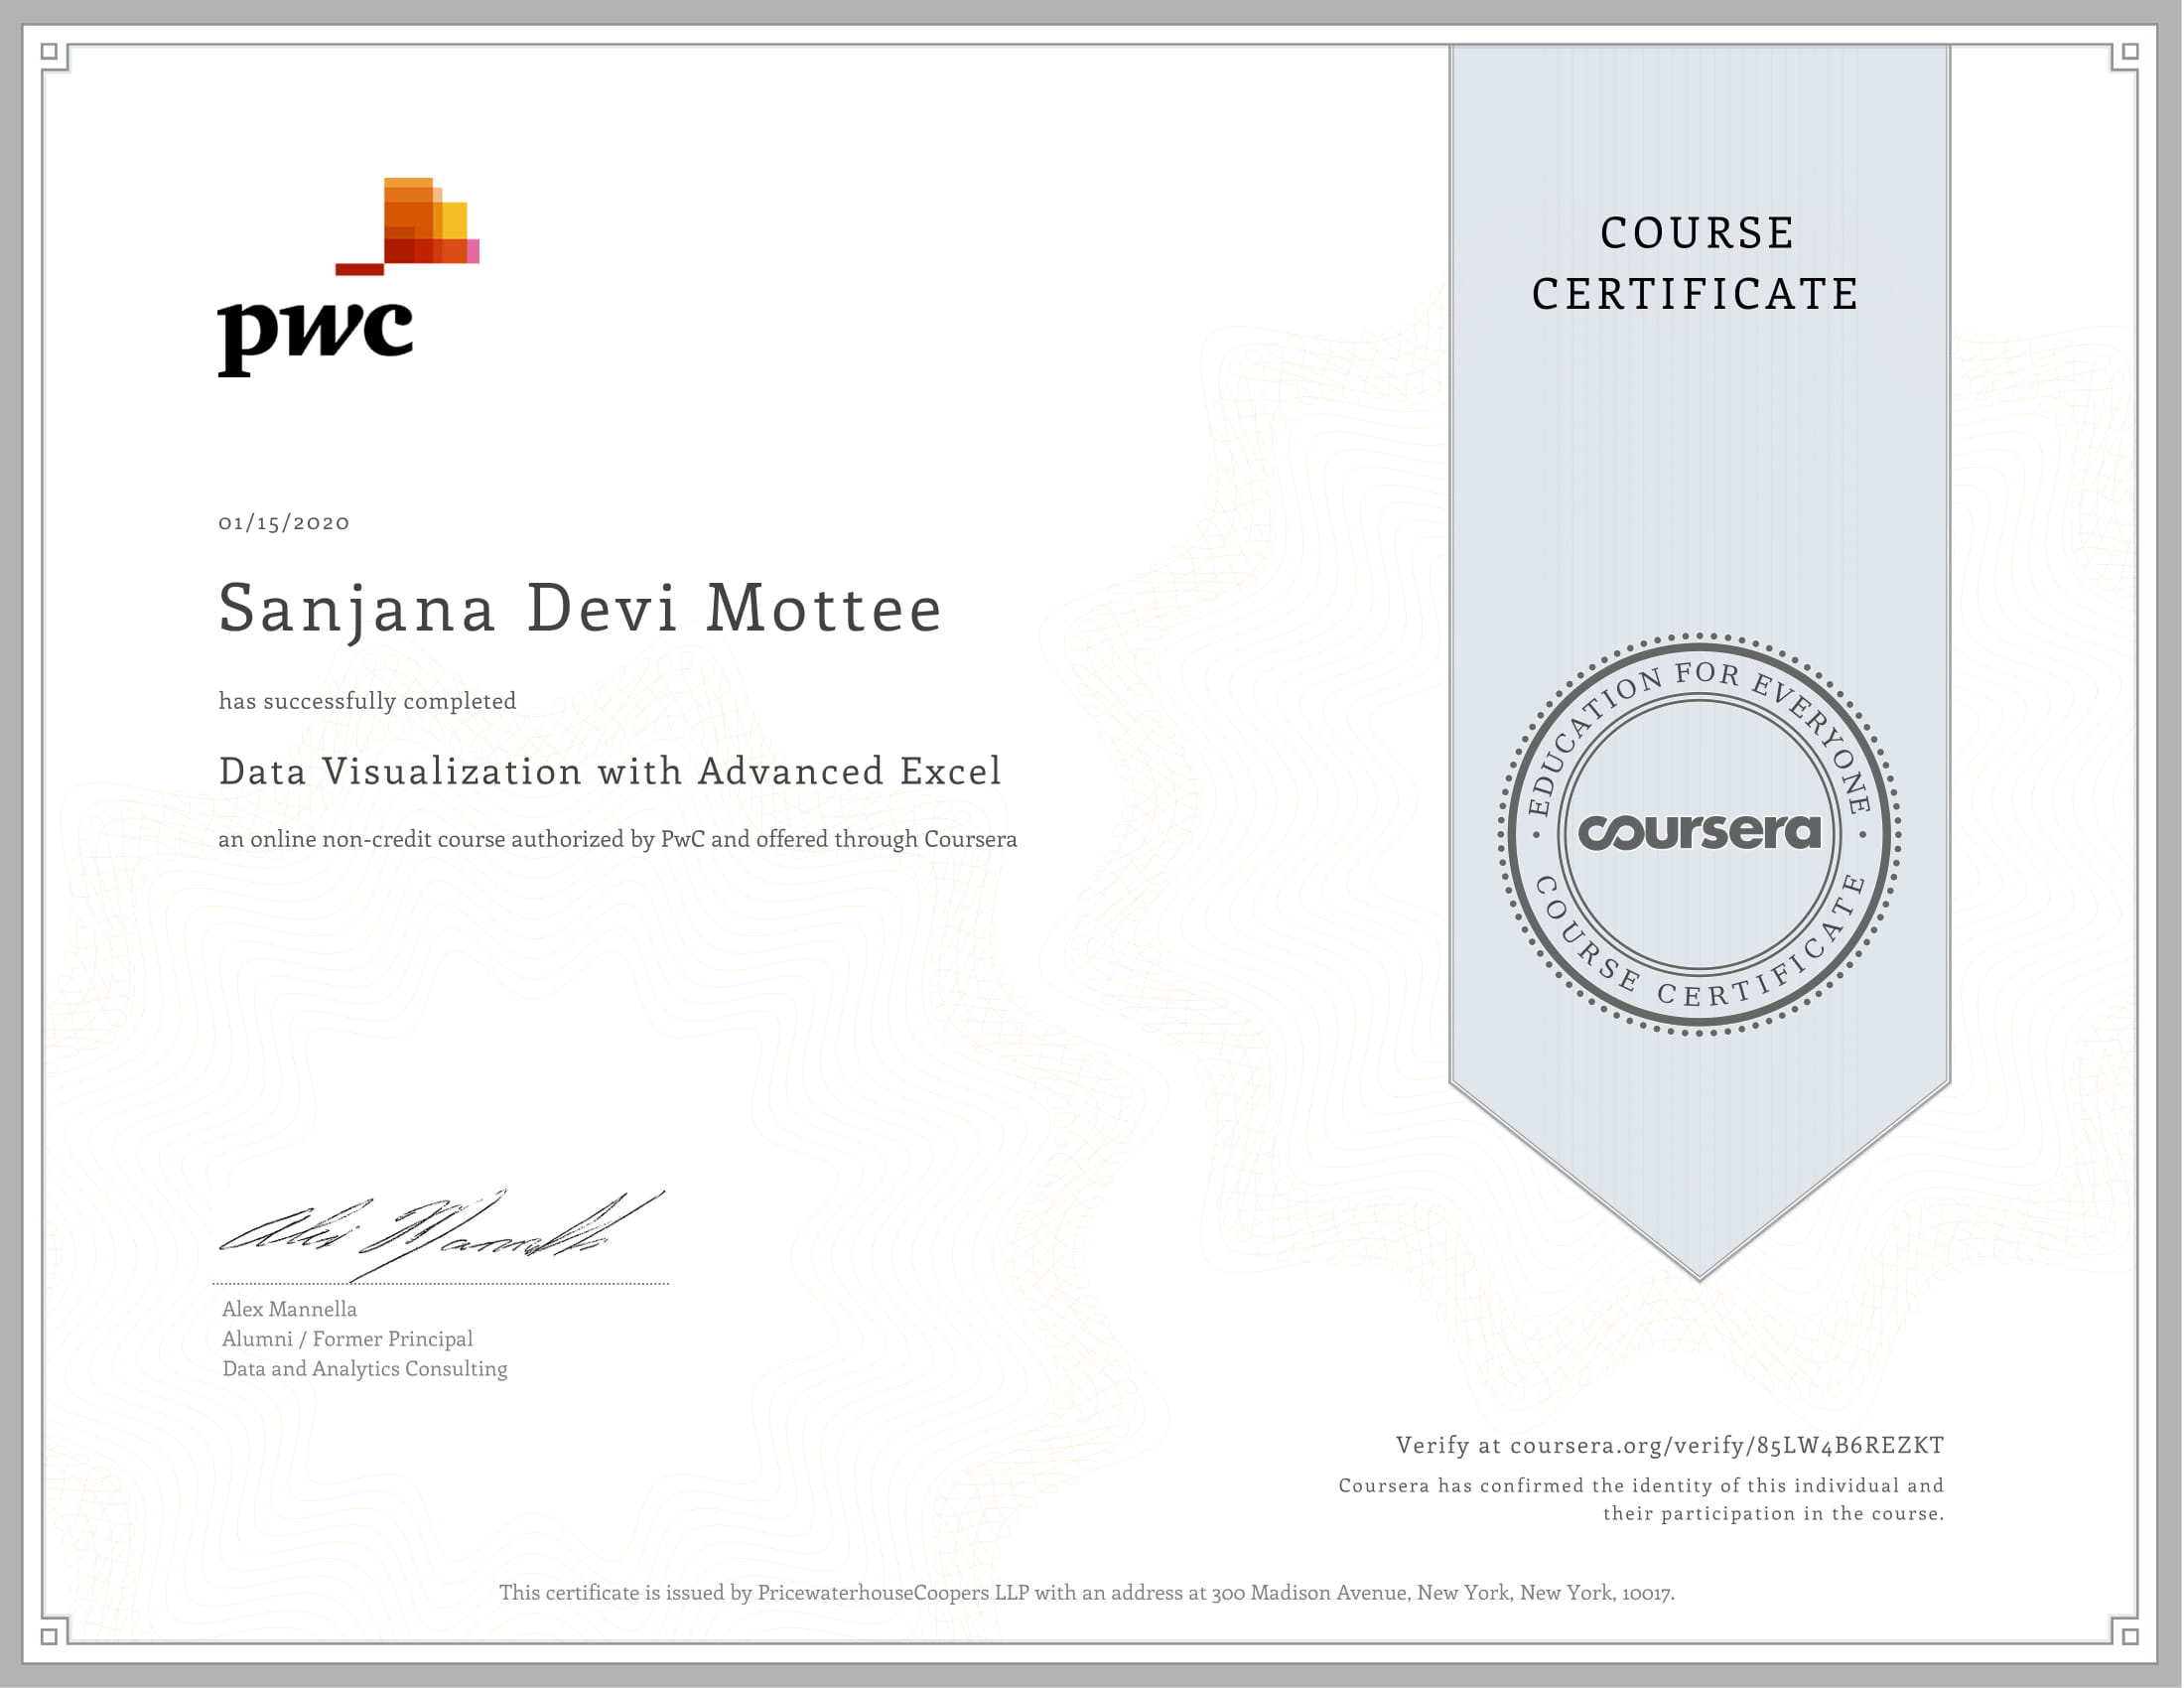 pwc
COURSE
CERTIFICATE
01/15/2020
Sanjana Devi Mottee
has successfully completed
Data Visualization with Advanced Excel
an online non-credit course authorized by PwC and offered through Coursera
EDUCATION FOR EVERYONE
coursera
COURSE CERTIFICATE
Alex Mannella
Alumni / Former Principal
Data and Analytics Consulting
Verify at coursera.org/verify/85LW4B6REZKT
Coursera has confirmed the identity of this individual and
their participation in the course.
This certificate is issued by PricewaterhouseCoopers LLP with an address at 300 Madison Avenue, New York, New York, 10017.